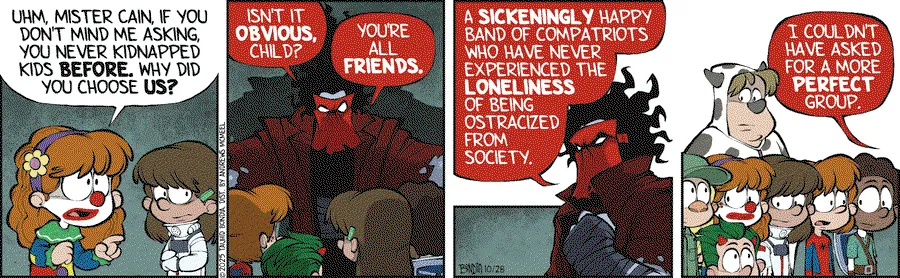 UHM, MISTER CAIN, IF YOU
DON'T MIND ME ASKING,
YOU NEVER KIDNAPPED
KIDS BEFORE. WHY DID
YOU CHOOSE US?
ISN'T IT
OBVIOUS,
CHILD?
YOU'RE
ALL
FRIENDS.
A SICKENINGLY HAPPY
BAND OF COMPATRIOTS
WHO HAVE NEVER
EXPERIENCED THE
LONELINESS
OF BEING
OSTRACIZED
FROM
SOCIETY.
I COULDN'T
HAVE ASKED
FOR A MORE
PERFECT
GROUP.
10/28